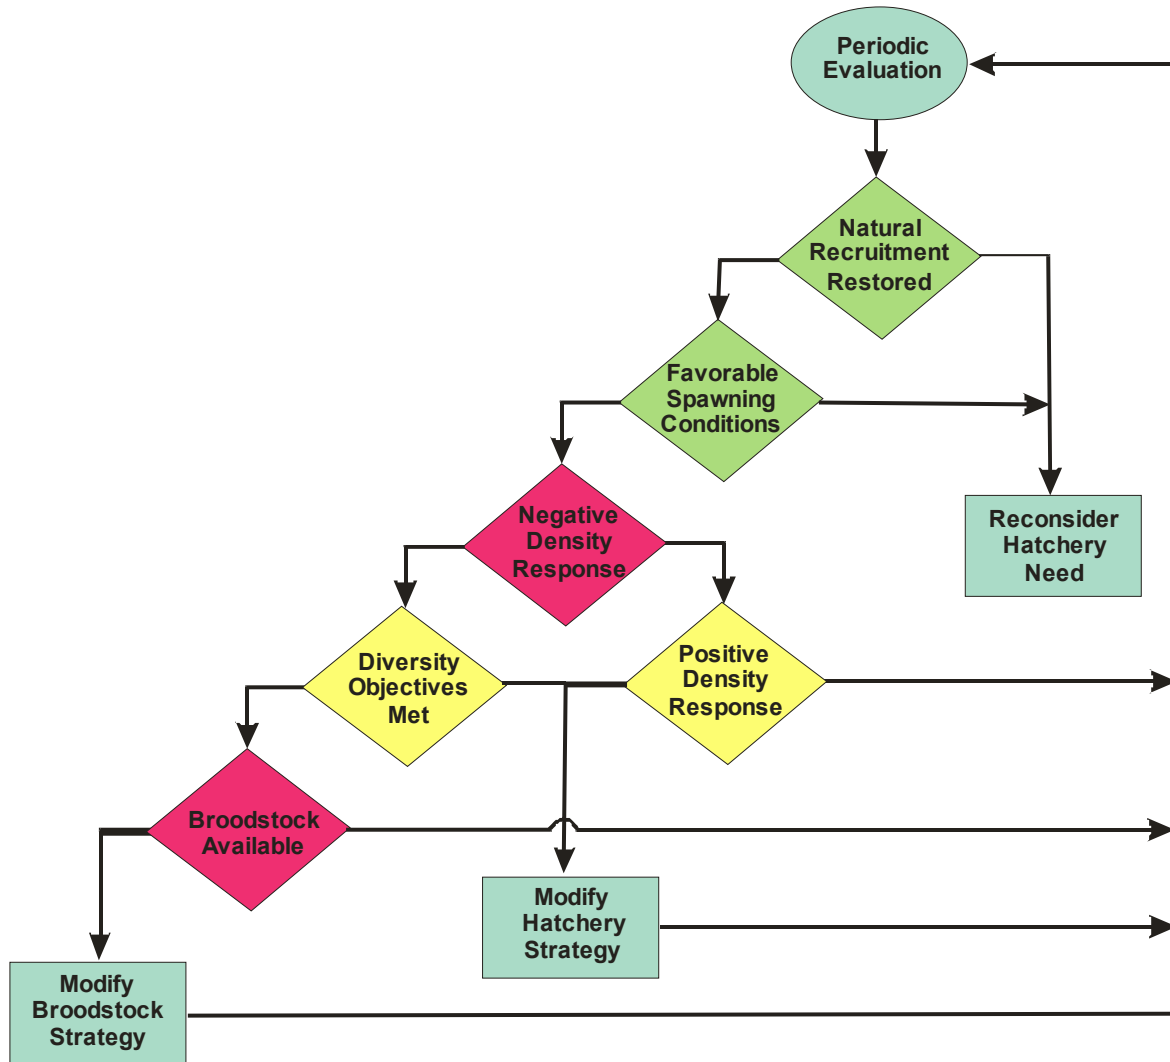 Periodic
Evaluation
Natural
Recruitment
Restored
Favorable
Spawning
Conditions
Negative
Density
Response
Reconsider
Hatchery
Need
Diversity
Objectives
Met
Positive
Density
Response
Broodstock
Available
Modify
Hatchery
Strategy
Modify
Broodstock
Strategy